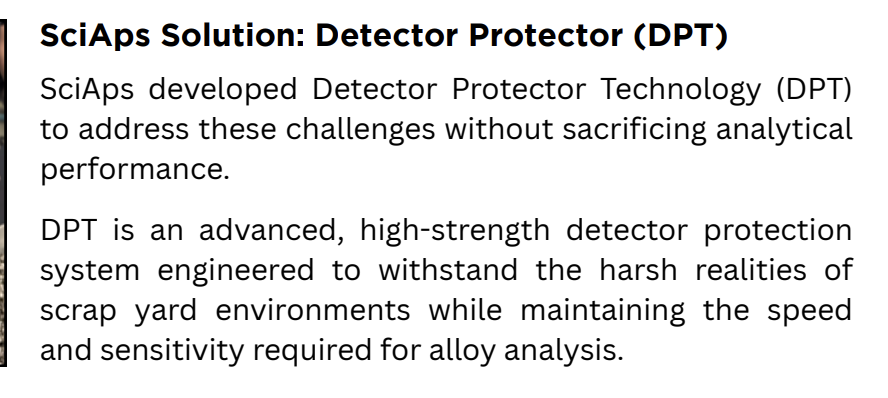 SciAps Solution: Detector Protector (DPT)
SciAps developed Detector Protector Technology (DPT)
to address these challenges without sacrificing analytical
performance.
DPT is an advanced, high-strength detector protection
system engineered to withstand the harsh realities of
scrap yard environments while maintaining the speed
and sensitivity required for alloy analysis.